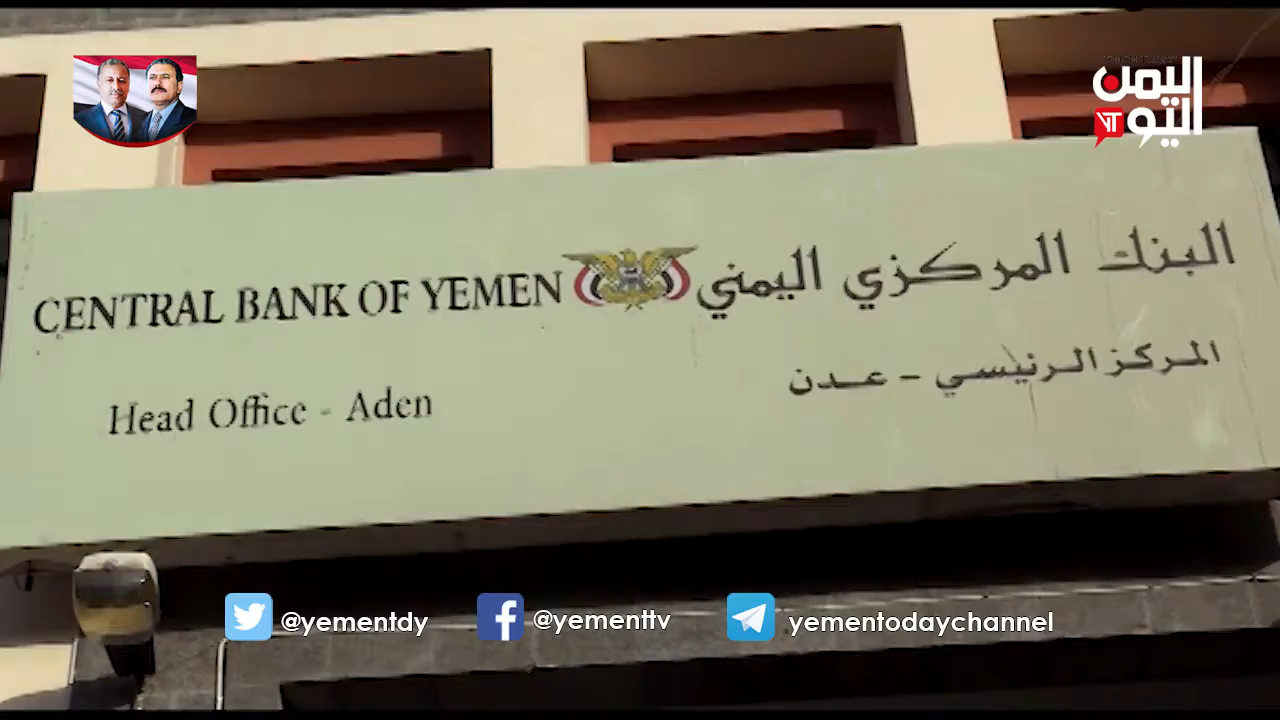 اليمن
اليوم
البنك المركزي اليمني
CENTRAL BANK OF YEMEN
المركز الرئيسي - عدن
Head Office - Aden
@yementdy
@yementtv
yementodaychannel